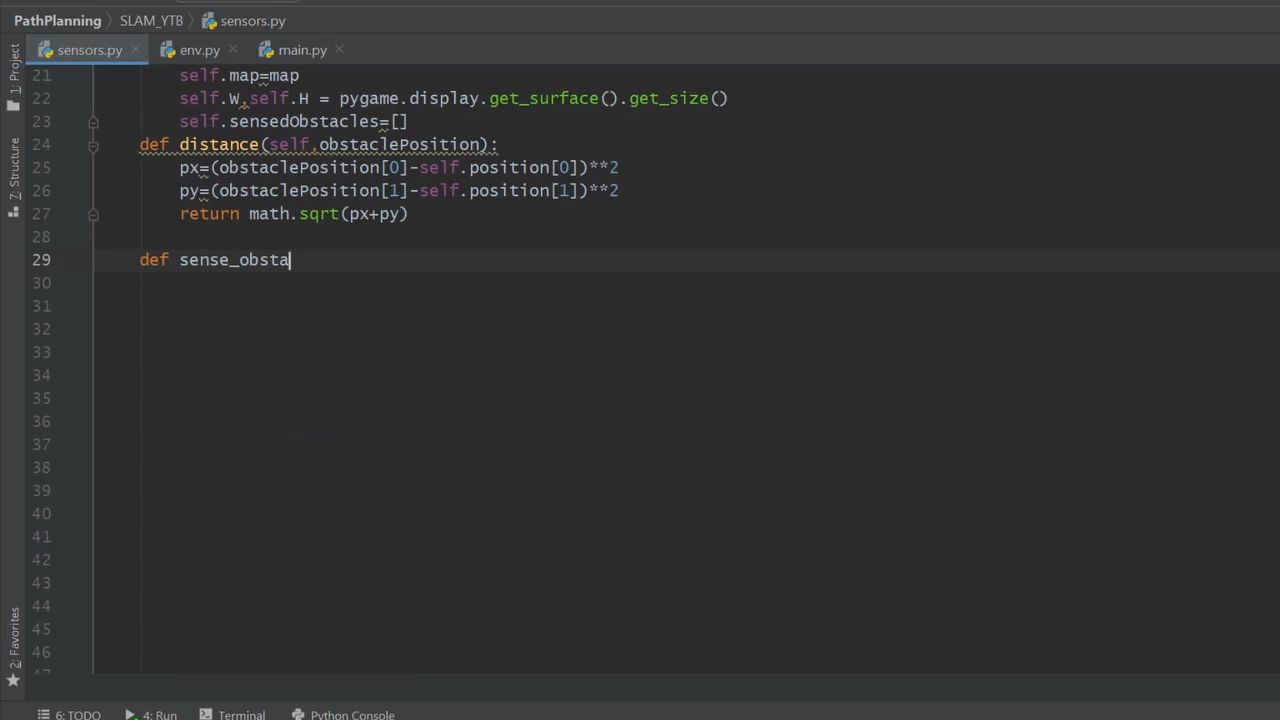 PathPlanning SLAM_YTB sensors.py
sensors.py env.py main.py
1: Project
Z: Structure
2: Favorites
21 self.map=map
22 self.W,self.H = pygame.display.get_surface().get_size()
23 self.sensedObstacles=[]
24 def distance(self,obstaclePosition):
25 px=(obstaclePosition[0]-self.position[0])**2
26 py=(obstaclePosition[1]-self.position[1])**2
27 return math.sqrt(px+py)
28
29 def sense_obsta
30
31
32
33
34
35
36
37
38
39
40
41
42
43
44
45
46
47
6: TODO 4: Run Terminal Python Console